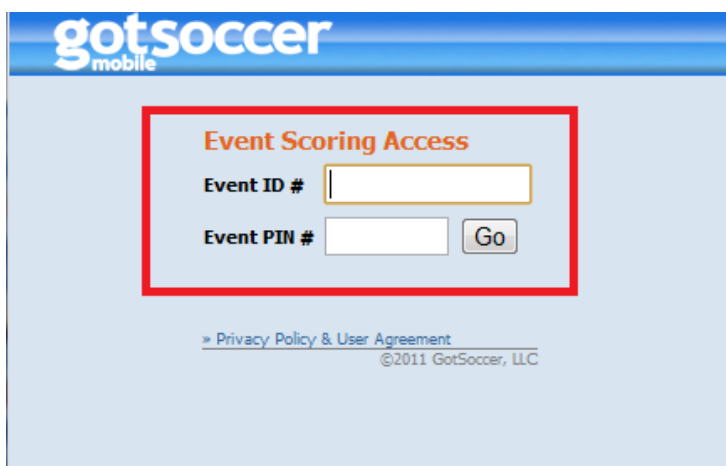 gotsoccer
mobile
Event Scoring Access
Event ID #
Event PIN # Go
» Privacy Policy & User Agreement
©2011 GotSoccer, LLC